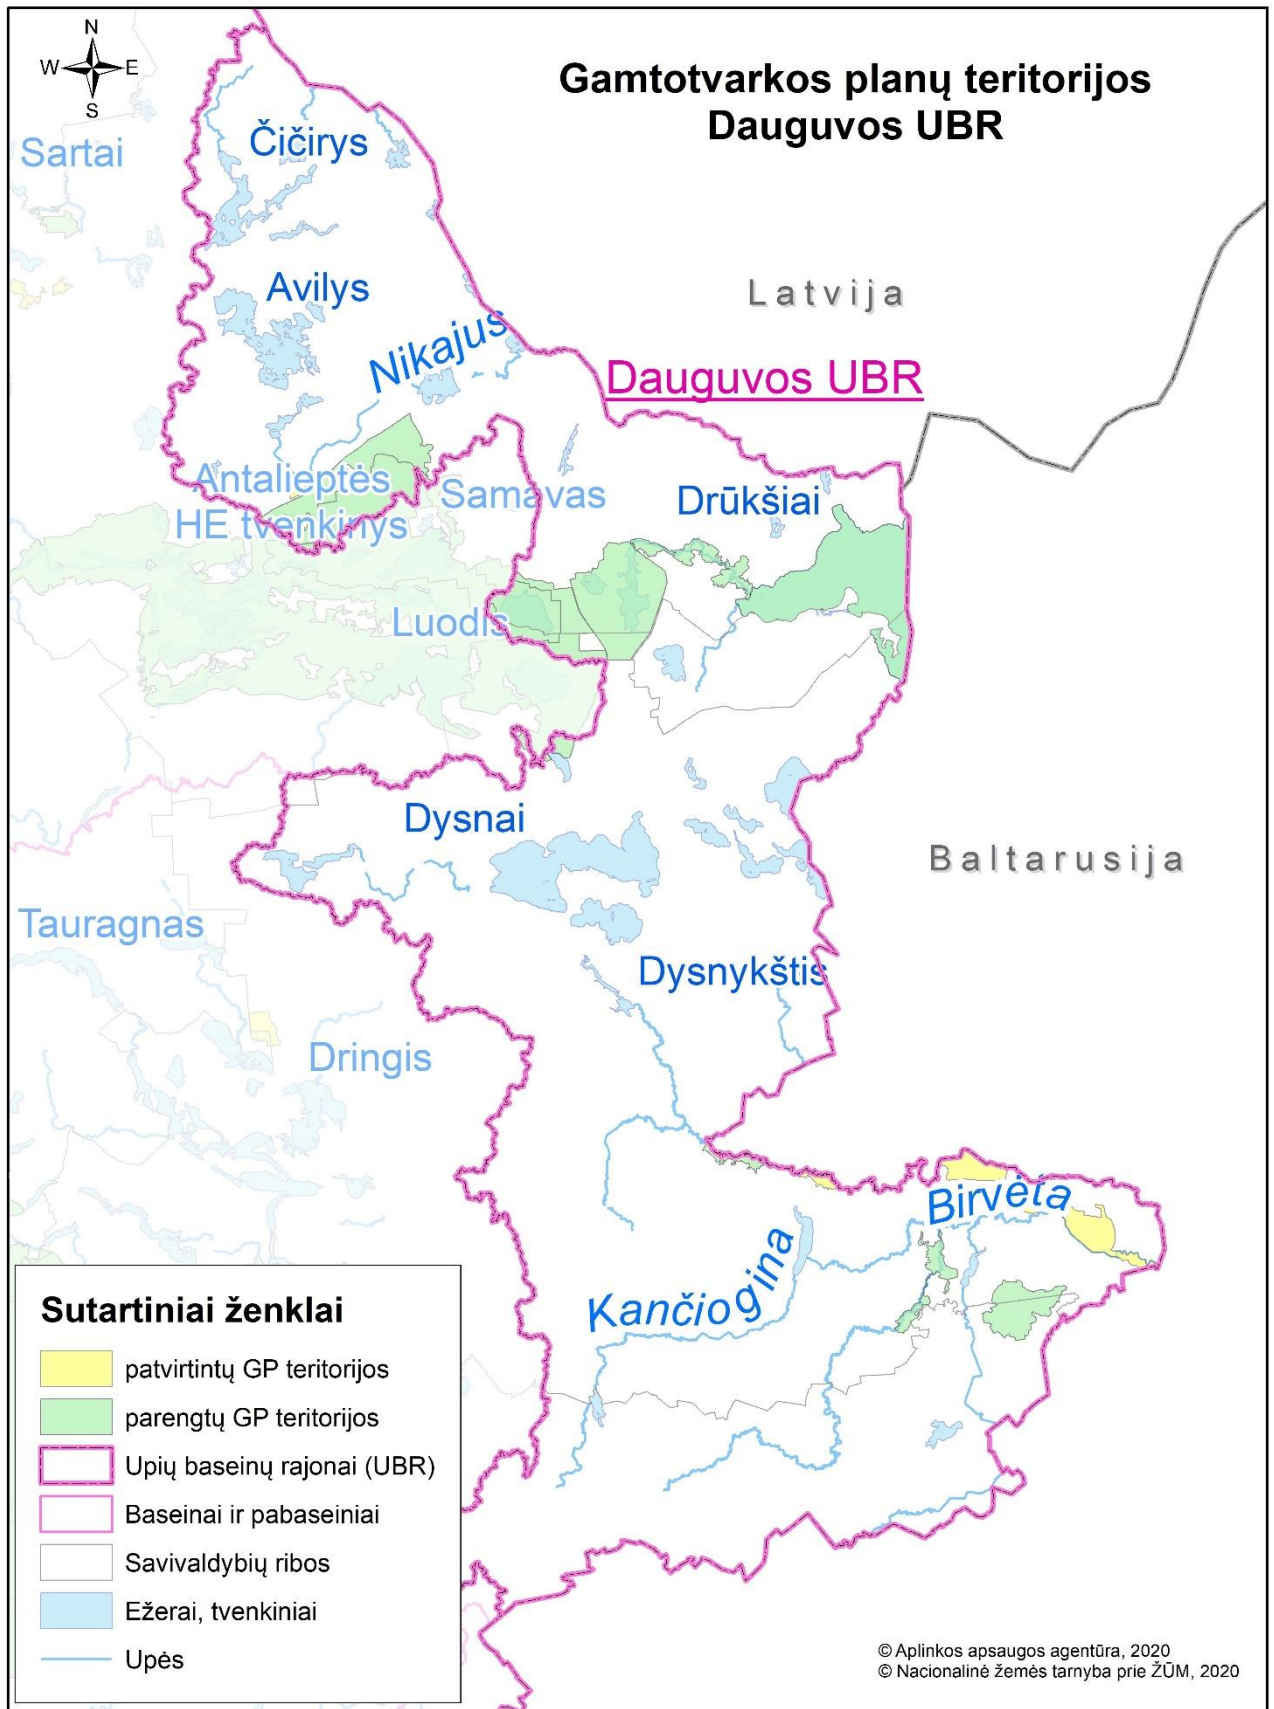 N
W E
S
Gamtotvarkos planų teritorijos
Dauguvos UBR
Sartai
Čičirys
Avilys
Latvija
Nikajus
Dauguvos UBR
Antalieptės
HE tvenkinys
Samavas
Drūkšiai
Luodis
Dysnai
Baltarusija
Tauragnas
Dysnykštis
Dringis
Birvėta
Kančiogina
Sutartiniai ženklai
patvirtintų GP teritorijos
parengtų GP teritorijos
Upių baseinų rajonai (UBR)
Baseinai ir pabaseiniai
Savivaldybių ribos
Ežerai, tvenkiniai
Upės
© Aplinkos apsaugos agentūra, 2020
© Nacionalinė žemės tarnyba prie ŽŪM, 2020